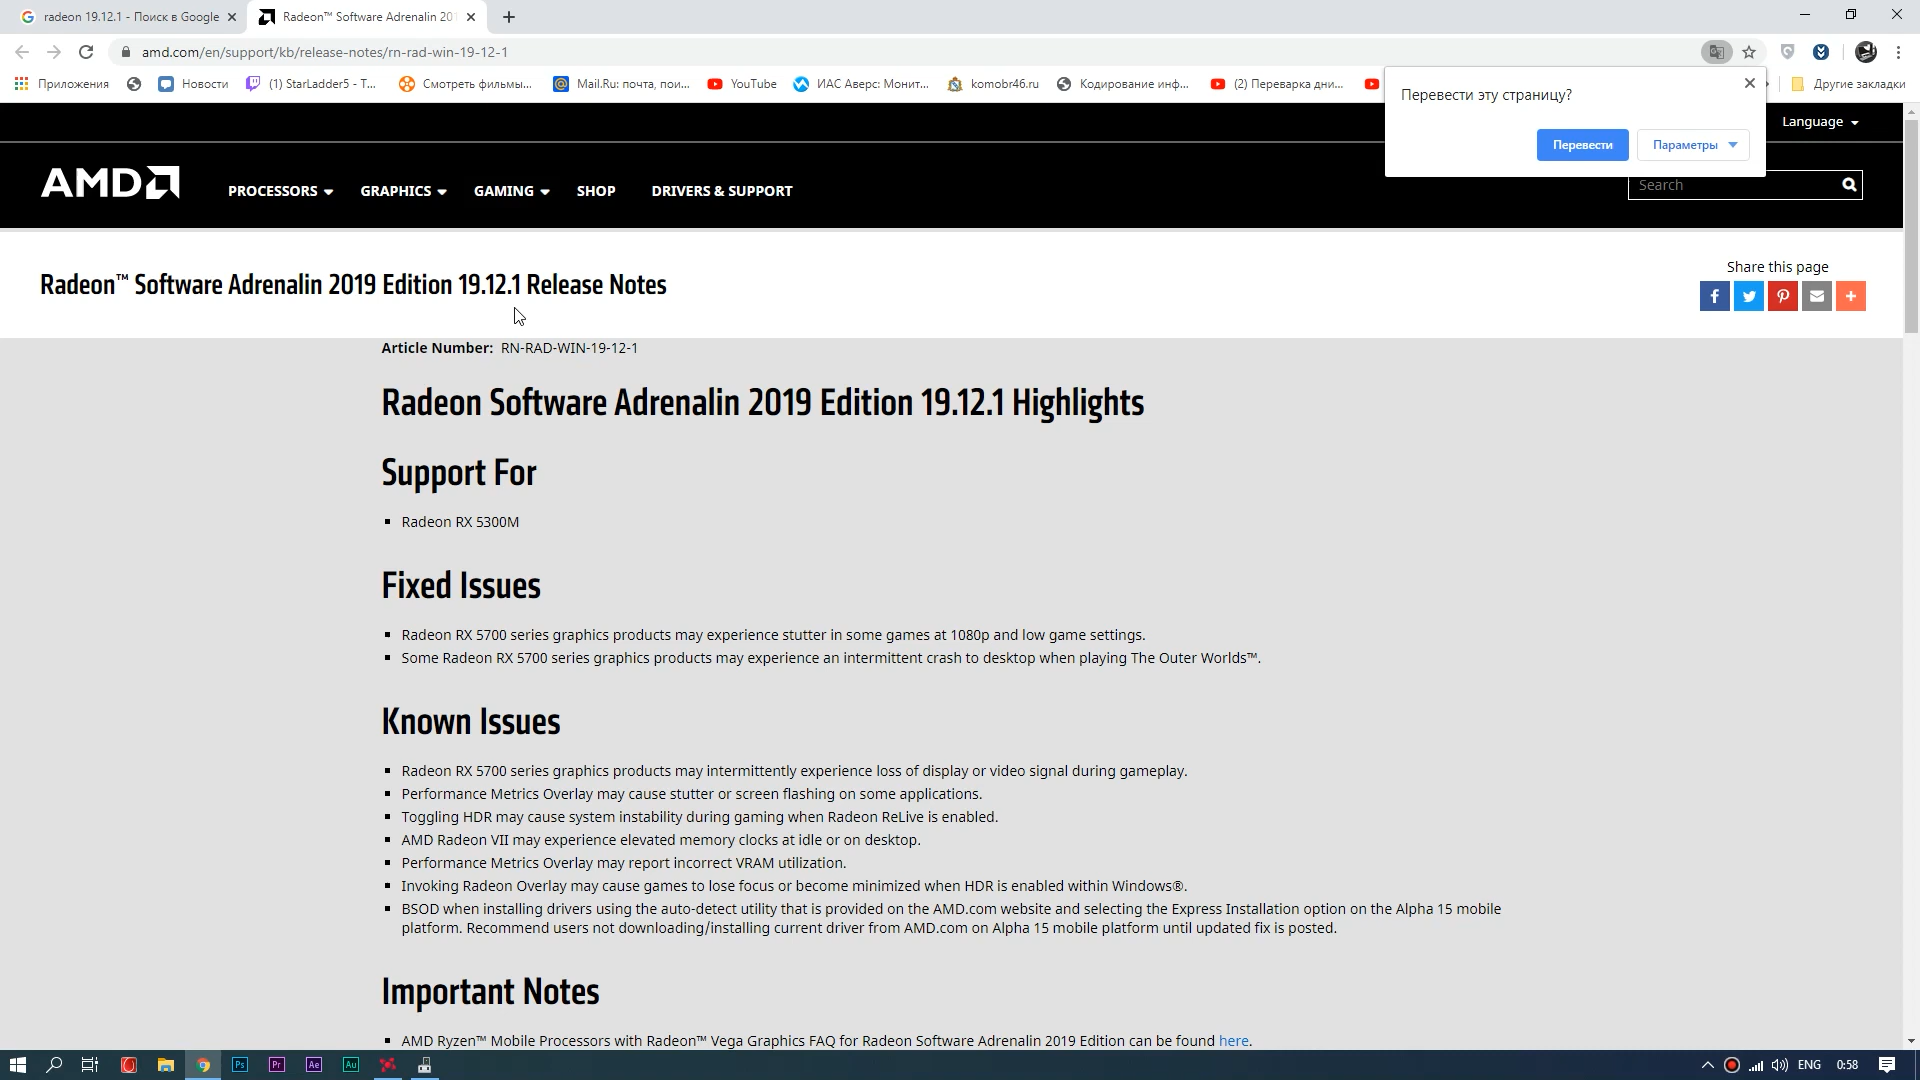 radeon 19.12.1 - Поиск в Google
Radeon™ Software Adrenalin 201
amd.com/en/support/kb/release-notes/rn-rad-win-19-12-1
Приложения
Новости
(1) StarLadder5 - T...
Смотреть фильмы...
Mail.Ru: почта, пои...
YouTube
ИАС Аверс: Монит...
komobr46.ru
Кодирование инф...
(2) Переварка дни...
Другие закладки
Перевести эту страницу?
Перевести
Параметры
Language
AMD
PROCESSORS
GRAPHICS
GAMING
SHOP
DRIVERS & SUPPORT
Search
Radeon™ Software Adrenalin 2019 Edition 19.12.1 Release Notes
Share this page
Article Number: RN-RAD-WIN-19-12-1
Radeon Software Adrenalin 2019 Edition 19.12.1 Highlights
Support For
Radeon RX 5300M
Fixed Issues
Radeon RX 5700 series graphics products may experience stutter in some games at 1080p and low game settings.
Some Radeon RX 5700 series graphics products may experience an intermittent crash to desktop when playing The Outer Worlds™.
Known Issues
Radeon RX 5700 series graphics products may intermittently experience loss of display or video signal during gameplay.
Performance Metrics Overlay may cause stutter or screen flashing on some applications.
Toggling HDR may cause system instability during gaming when Radeon ReLive is enabled.
AMD Radeon VII may experience elevated memory clocks at idle or on desktop.
Performance Metrics Overlay may report incorrect VRAM utilization.
Invoking Radeon Overlay may cause games to lose focus or become minimized when HDR is enabled within Windows®.
BSOD when installing drivers using the auto-detect utility that is provided on the AMD.com website and selecting the Express Installation option on the Alpha 15 mobile
platform. Recommend users not downloading/installing current driver from AMD.com on Alpha 15 mobile platform until updated fix is posted.
Important Notes
AMD Ryzen™ Mobile Processors with Radeon™ Vega Graphics FAQ for Radeon Software Adrenalin 2019 Edition can be found here.
Ps
Pr
Ae
Au
ENG
0:58